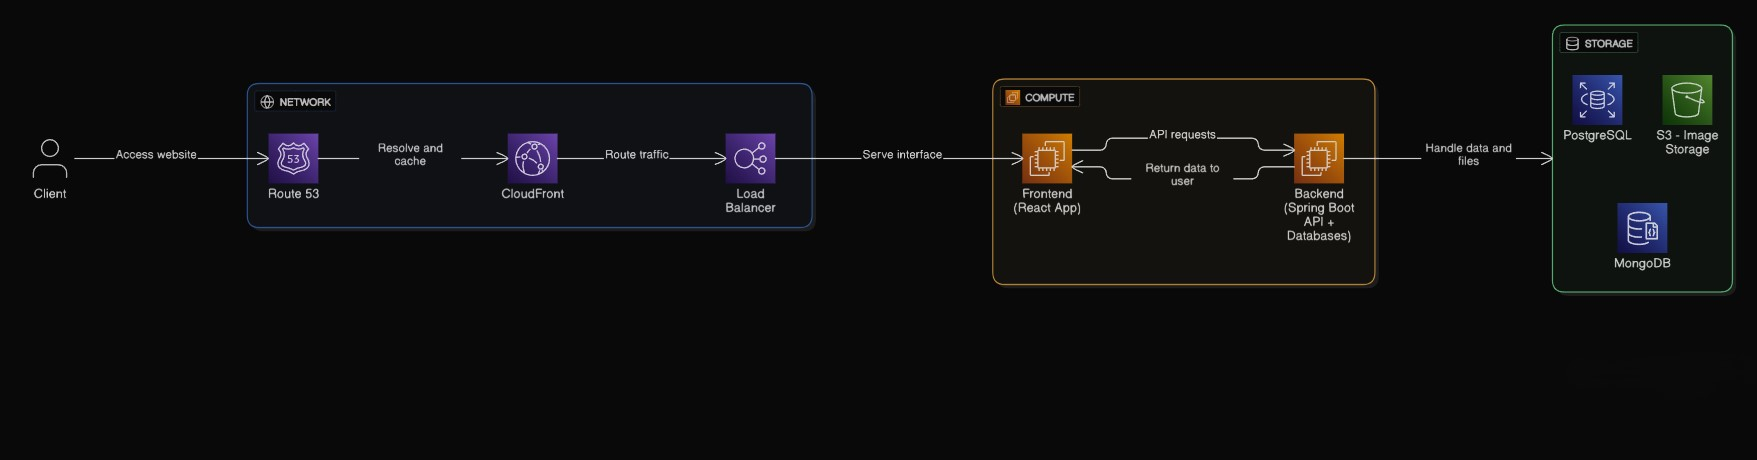 STORAGE
PostgreSQL
S3 - Image
Storage
MongoDB
NETWORK
53
Route 53
CloudFront
Load
Balancer
COMPUTE
Frontend
(React App)
Backend
(Spring Boot
API +
Databases)
Client
Access website
Resolve and
cache
Route traffic
Serve interface
API requests
Return data to
user
Handle data and
files
{}